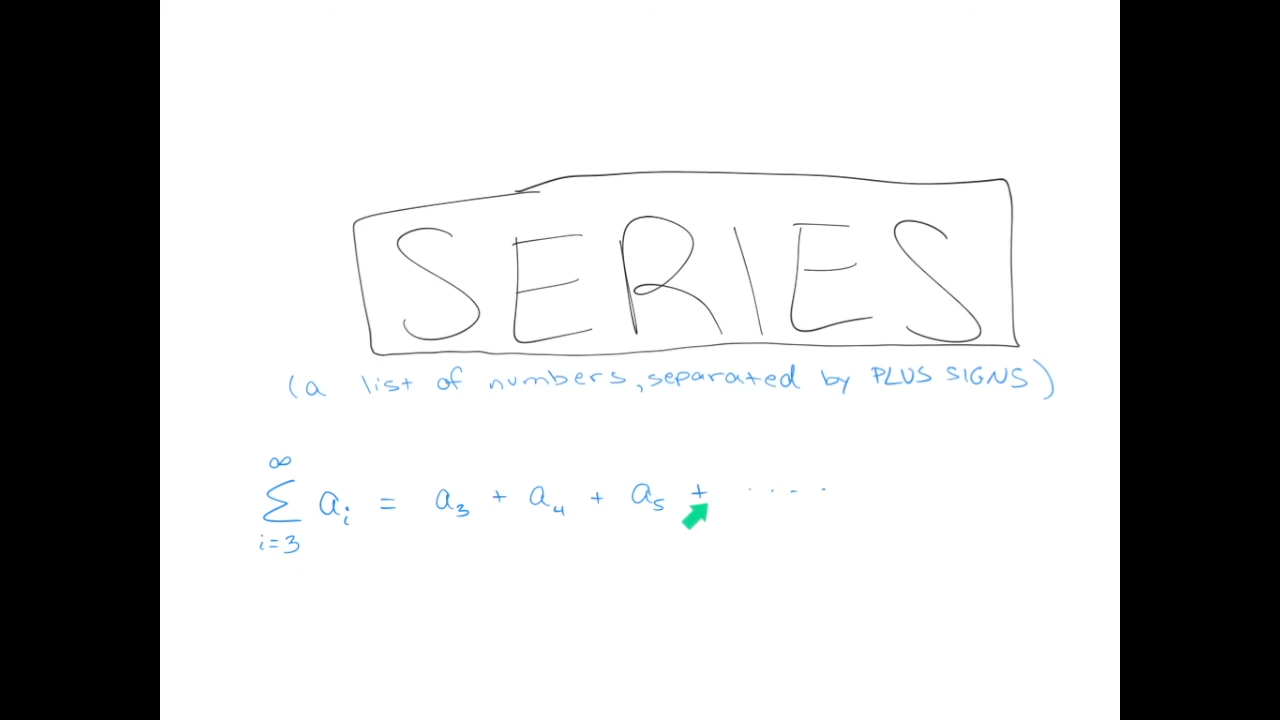 SERIES
(a list of numbers, separated by PLUS SIGNS)
∞
Σ aᵢ = a₃ + a₄ + a₅ + ·····
i=3